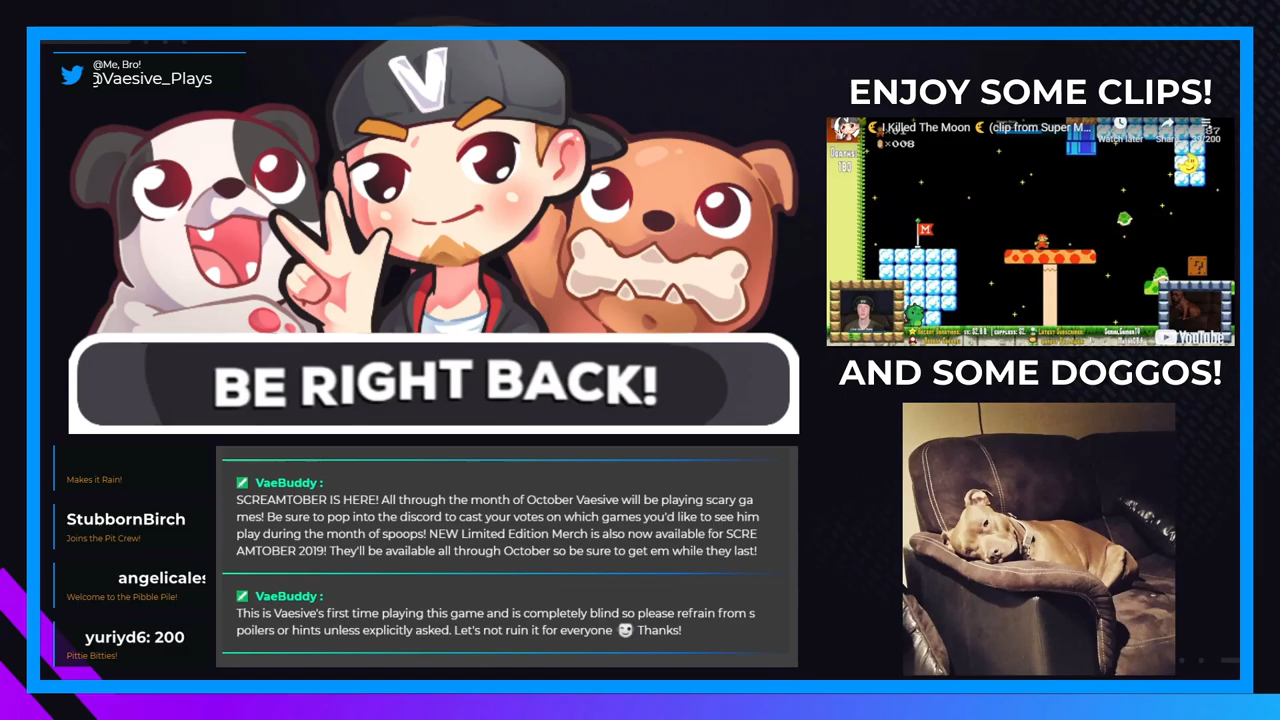 @Me, Bro!
@Vaesive_Plays
V
BE RIGHT BACK!
ENJOY SOME CLIPS!
I Killed The Moon (clip from Super M...
Watch later
×008
DEATHS:
180
M
?
YouTube
AND SOME DOGGOS!
Makes it Rain!
StubbornBirch
Joins the Pit Crew!
angelicales
Welcome to the Pibble Pile!
yuriyd6: 200
Pittie Bitties!
VaeBuddy :
SCREAMTOBER IS HERE! All through the month of October Vaesive will be playing scary ga
mes! Be sure to pop into the discord to cast your votes on which games you'd like to see him
play during the month of spoops! NEW Limited Edition Merch is also now available for SCRE
AMTOBER 2019! They'll be available all through October so be sure to get em while they last!
VaeBuddy :
This is Vaesive's first time playing this game and is completely blind so please refrain from s
poilers or hints unless explicitly asked. Let's not ruin it for everyone Thanks!